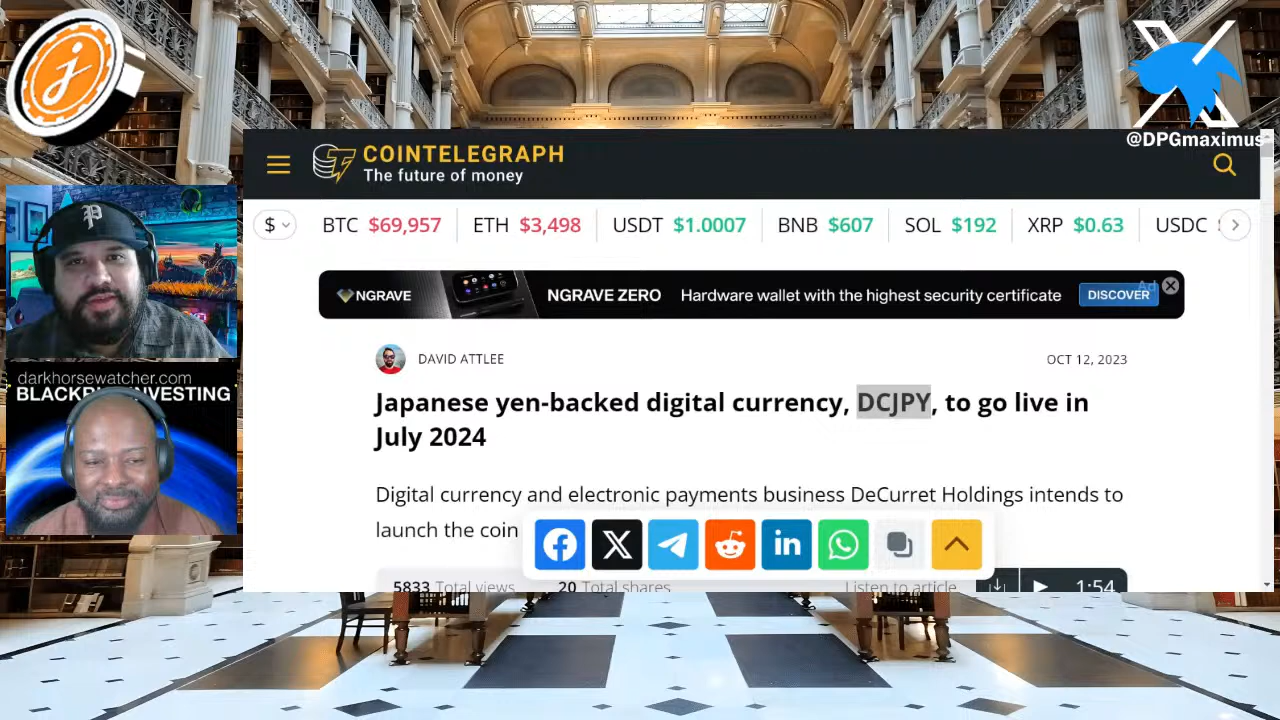 @DPGmaximus
COINTELEGRAPH
The future of money
$ BTC $69,957 ETH $3,498 USDT $1.0007 BNB $607 SOL $192 XRP $0.63 USDC
NGRAVE NGRAVE ZERO Hardware wallet with the highest security certificate DISCOVER Ad
DAVID ATTLEE OCT 12, 2023
Japanese yen-backed digital currency, DCJPY, to go live in
July 2024
darkhorsewatcher.com
INVESTING
Digital currency and electronic payments business DeCurret Holdings intends to
launch the coin
5833 Total views 20 Total shares Listen to article 1:54